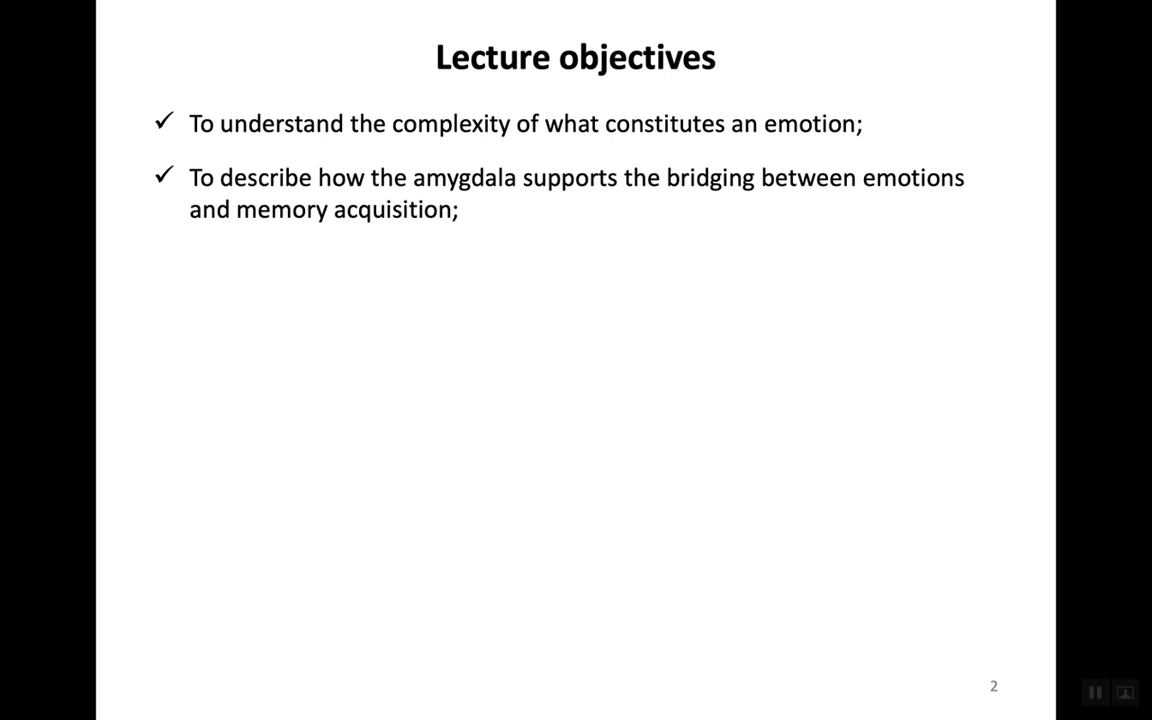 Lecture objectives
✓ To understand the complexity of what constitutes an emotion;
✓ To describe how the amygdala supports the bridging between emotions
and memory acquisition;
2